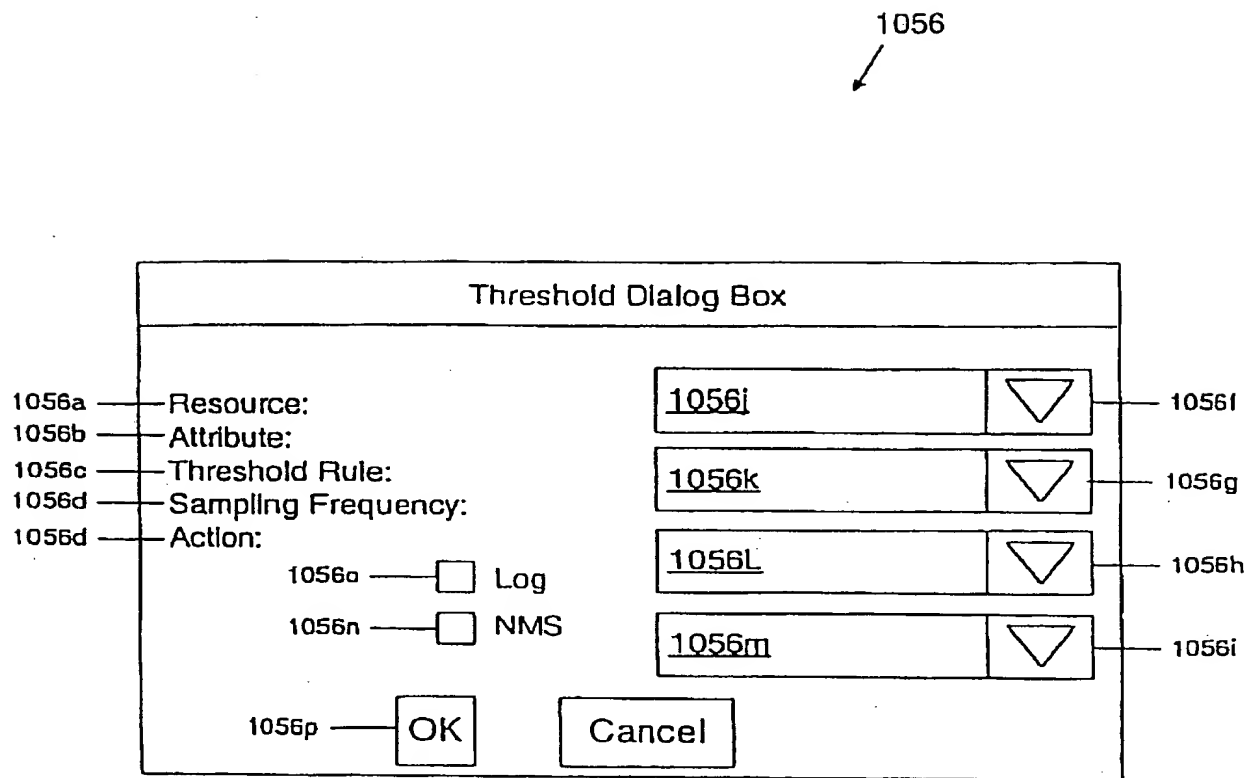 1056
Threshold Dialog Box
1056a Resource: 1056j 1056f
1056b Attribute:
1056c Threshold Rule: 1056k 1056g
1056d Sampling Frequency:
1056d Action:
1056o Log 1056L 1056h
1056n NMS 1056m 1056i
1056p OK Cancel